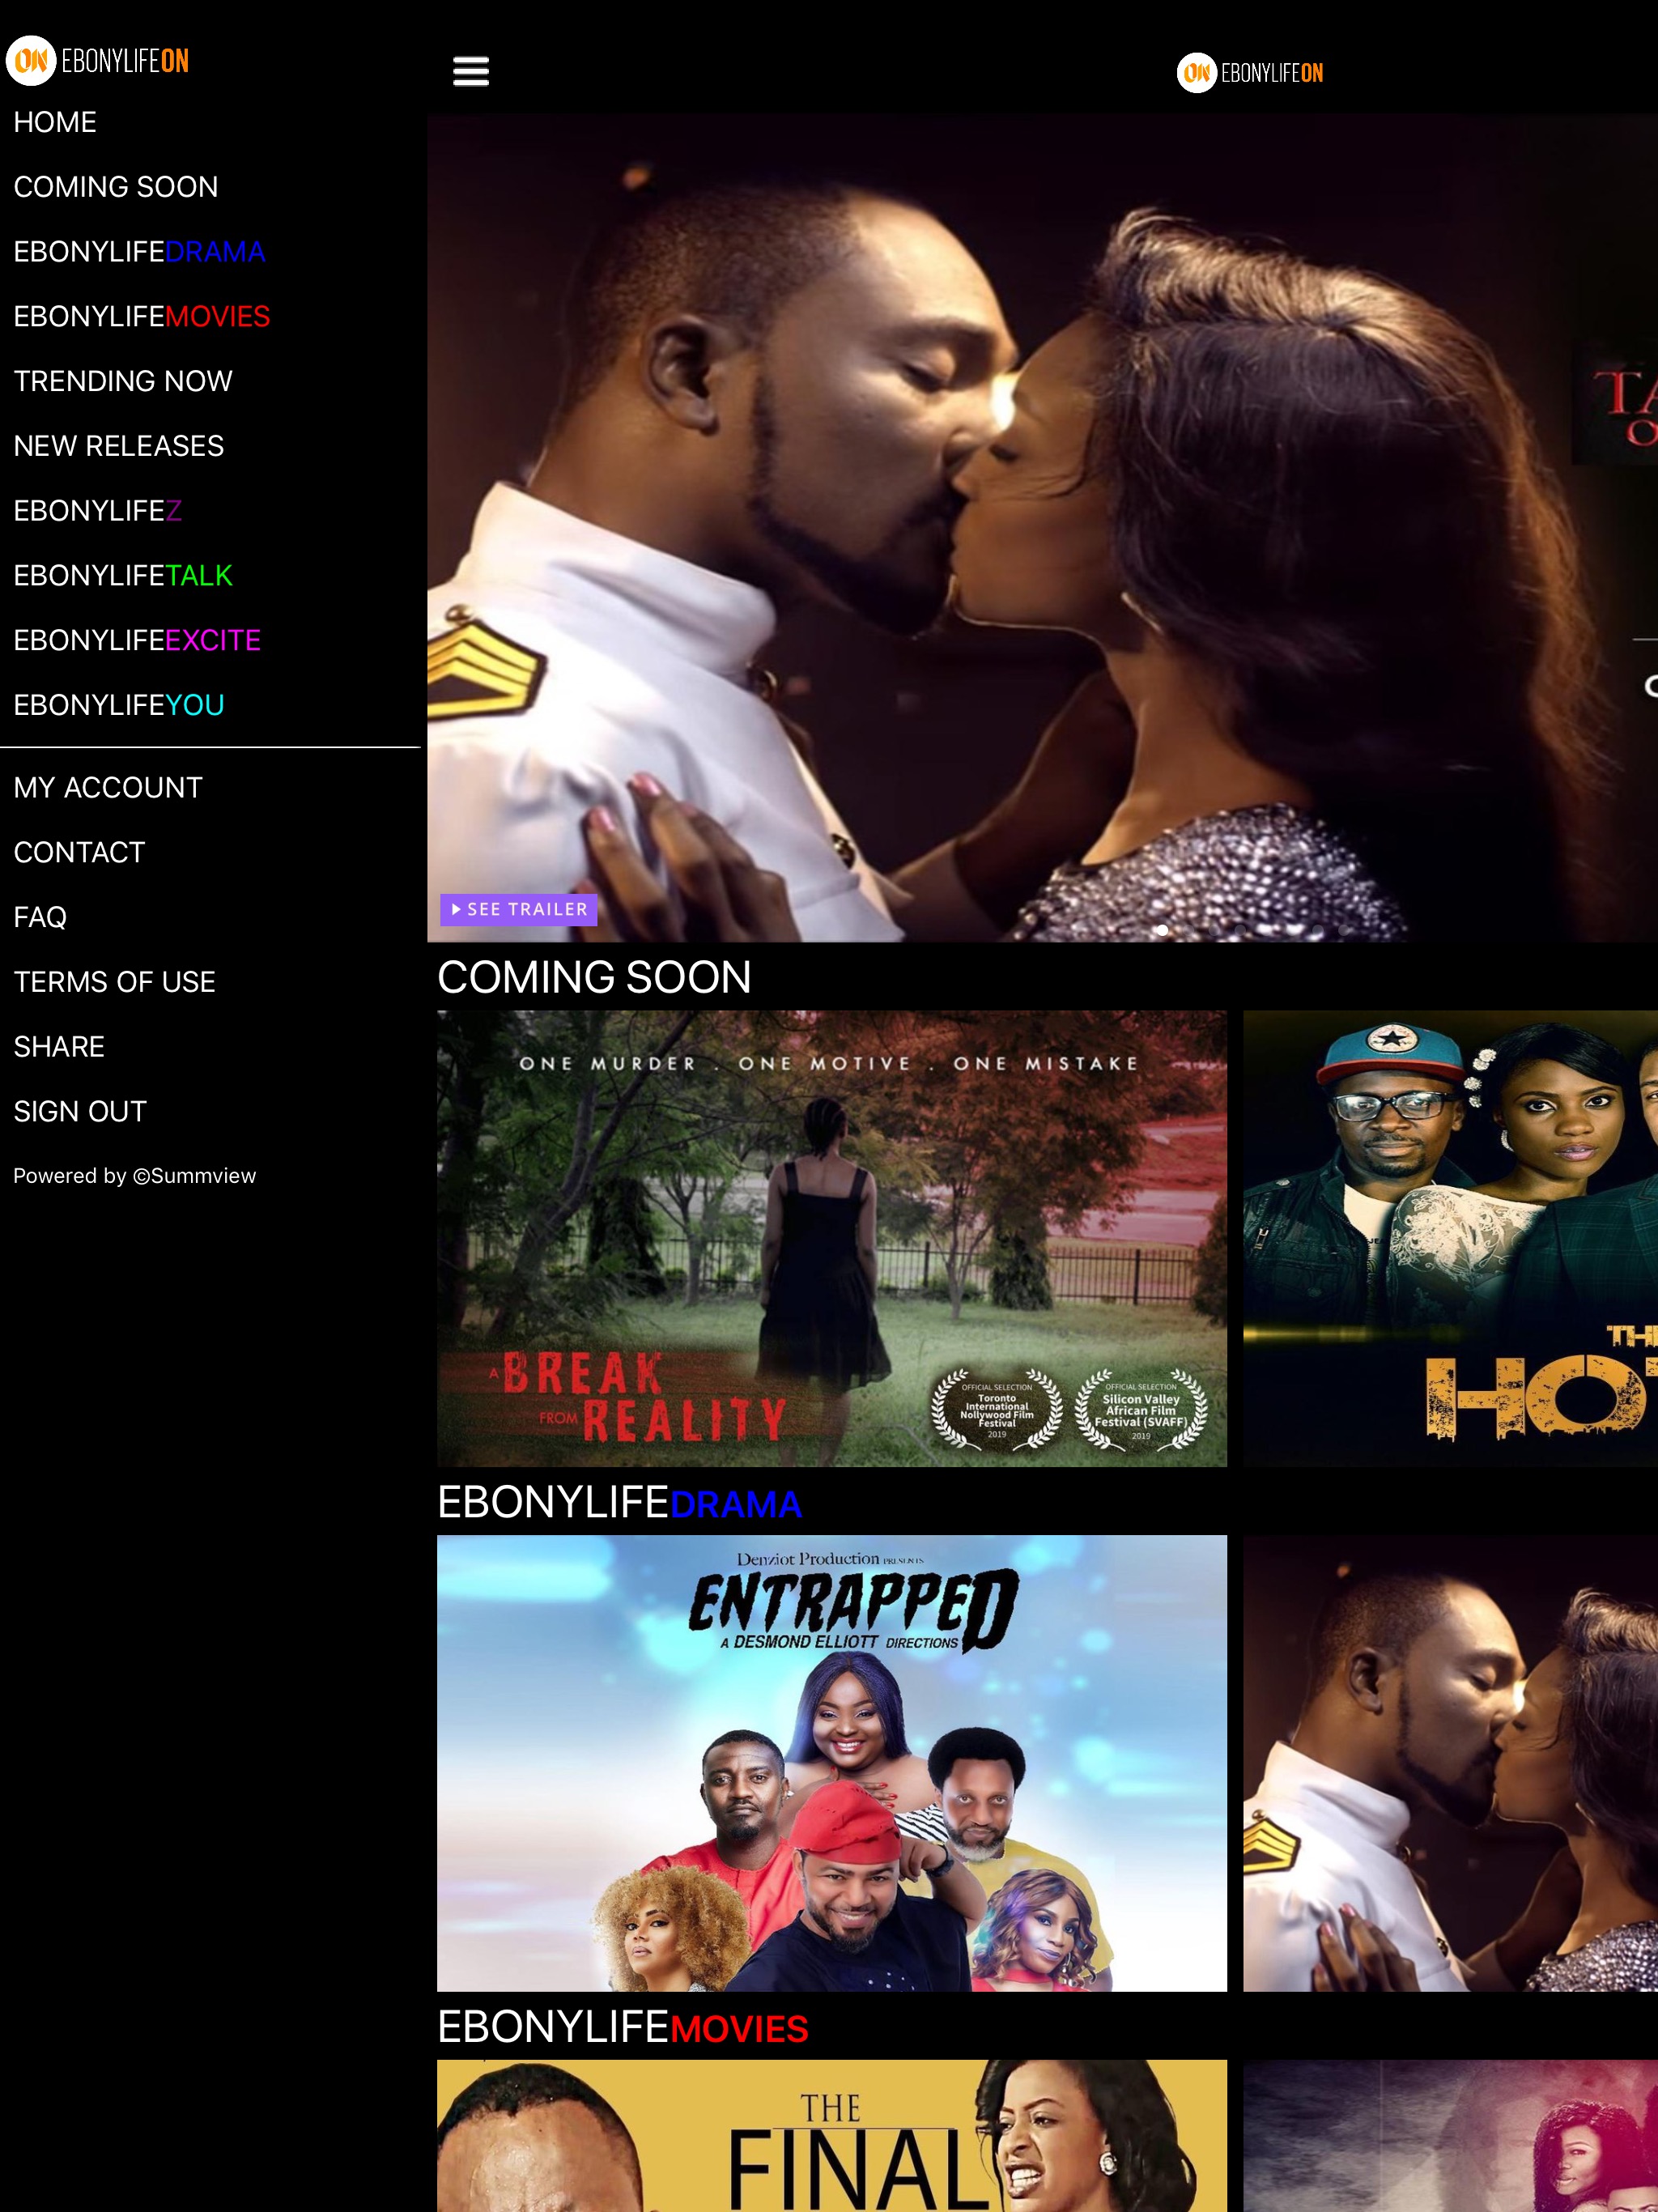 ON EBONYLIFEON
HOME
COMING SOON
EBONYLIFEDRAMA
EBONYLIFEMOVIES
TRENDING NOW
NEW RELEASES
EBONYLIFEZ
EBONYLIFETALK
EBONYLIFEEXCITE
EBONYLIFEYOU
MY ACCOUNT
CONTACT
FAQ
TERMS OF USE
SHARE
SIGN OUT
Powered by ©Summview
ON EBONYLIFEON
TA
O
SEE TRAILER
COMING SOON
ONE MURDER . ONE MOTIVE . ONE MISTAKE
A BREAK
FROM REALITY
OFFICIAL SELECTION
Toronto
International
Nollywood Film
Festival
2019
OFFICIAL SELECTION
Silicon Valley
African Film
Festival (SVAFF)
2019
TH
HO
EBONYLIFEDRAMA
Denziot Production PRESENTS
ENTRAPPED
A DESMOND ELLIOTT DIRECTIONS
EBONYLIFEMOVIES
THE
FINAL